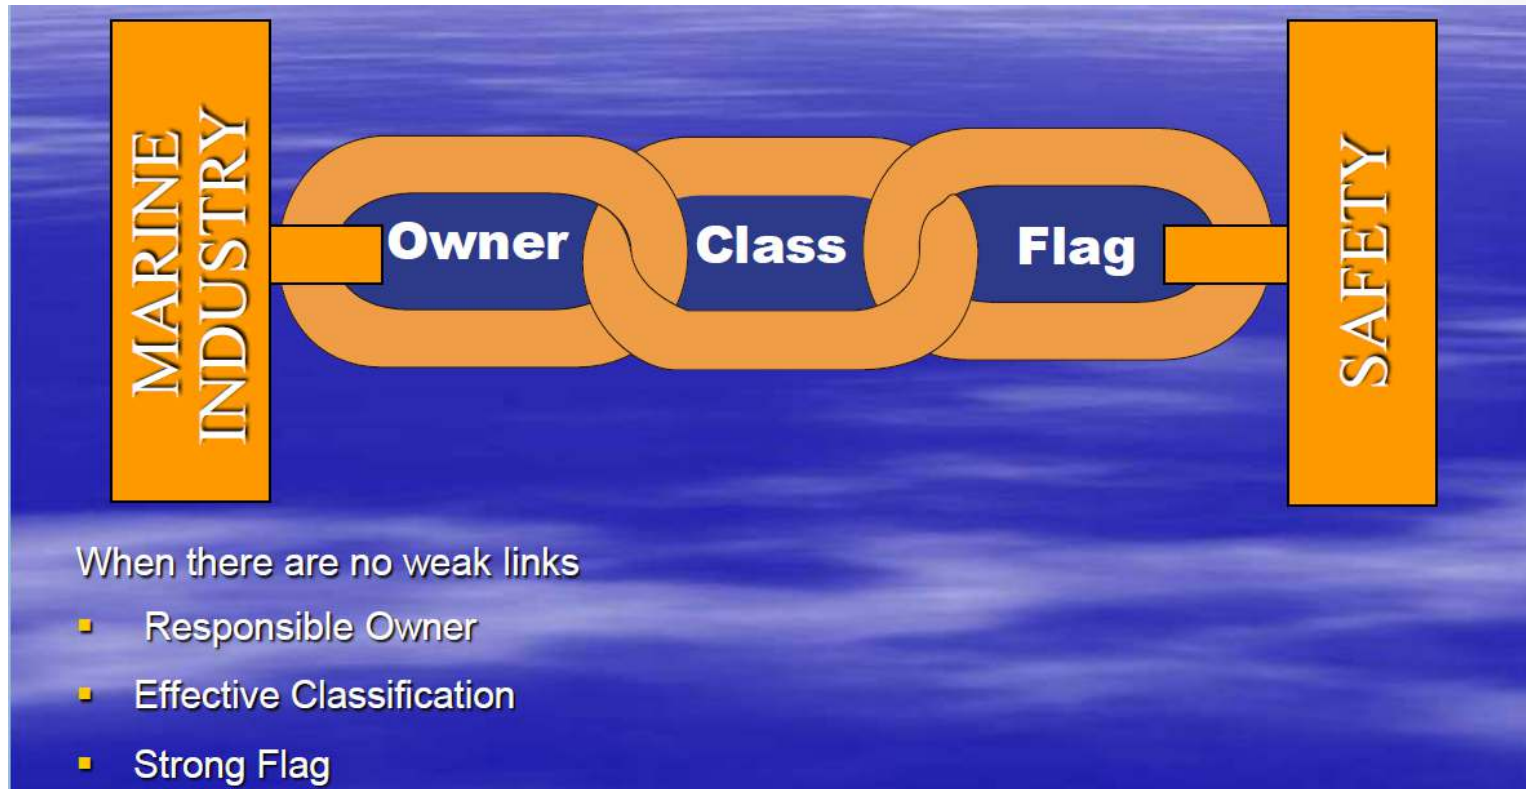 MARINE
INDUSTRY
Owner
Class
Flag
SAFETY
When there are no weak links
▪ Responsible Owner
▪ Effective Classification
▪ Strong Flag